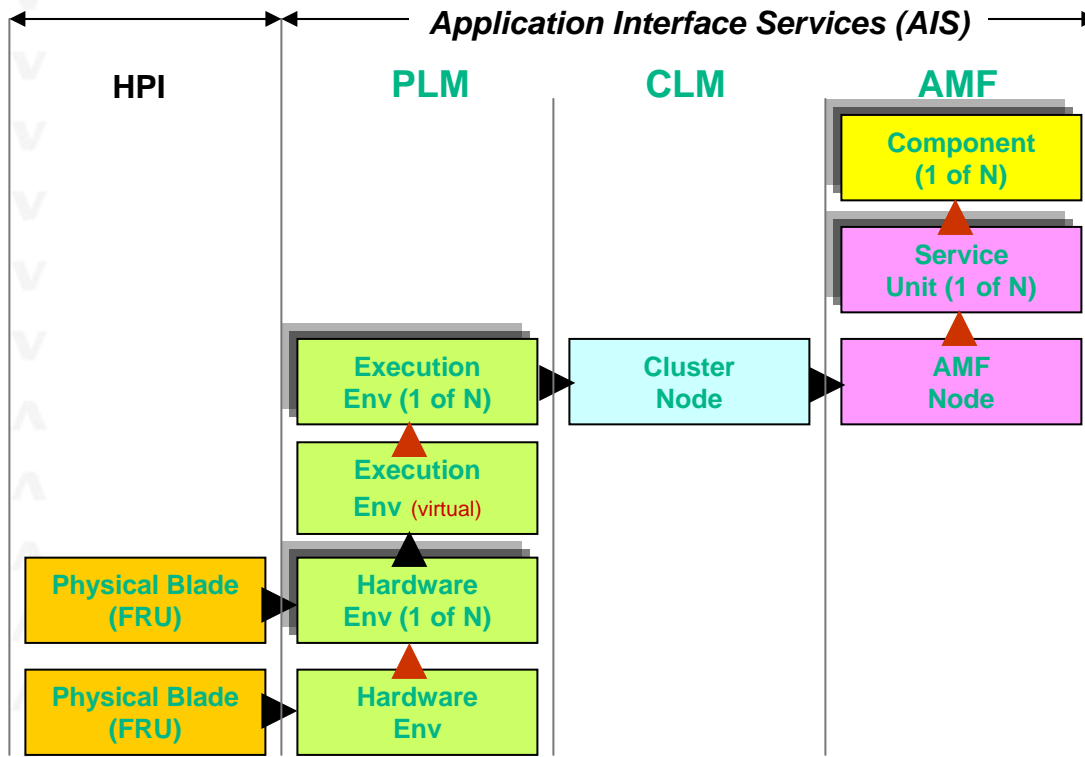 Application Interface Services (AIS)
HPI
PLM
CLM
AMF
Component
(1 of N)
Service
Unit (1 of N)
Execution
Env (1 of N)
Cluster
Node
AMF
Node
Execution
Env (virtual)
Physical Blade
(FRU)
Hardware
Env (1 of N)
Physical Blade
(FRU)
Hardware
Env